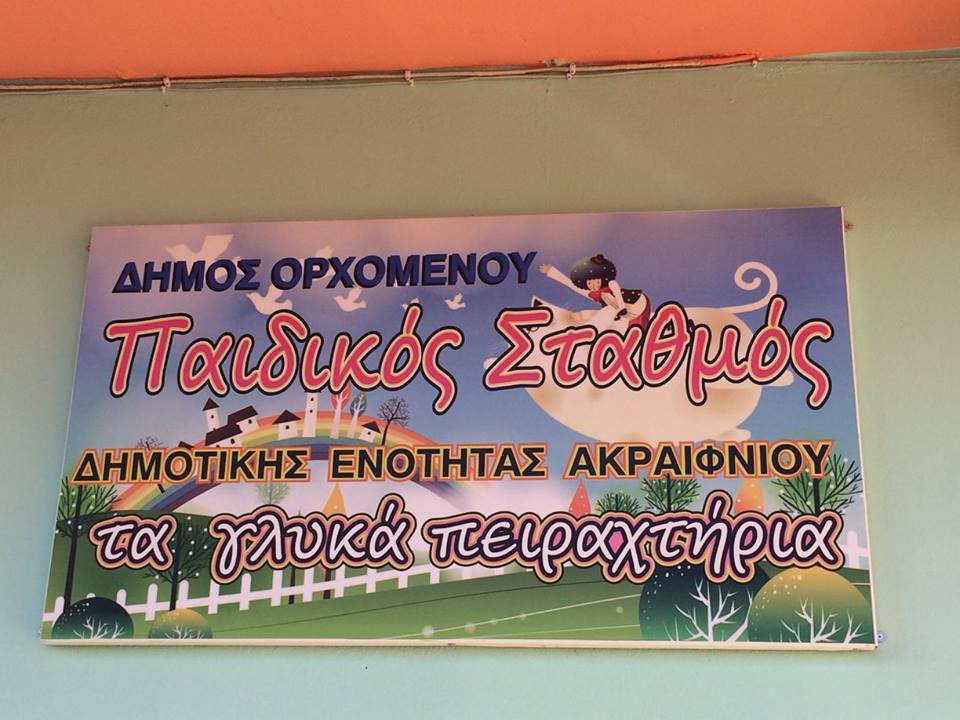 ΔΗΜΟΣ ΟΡΧΟΜΕΝΟΥ
Παιδικός Σταθμός
ΔΗΜΟΤΙΚΗΣ ΕΝΟΤΗΤΑΣ ΑΚΡΑΙΦΝΙΟΥ
τα γλυκά πειραχτήρια